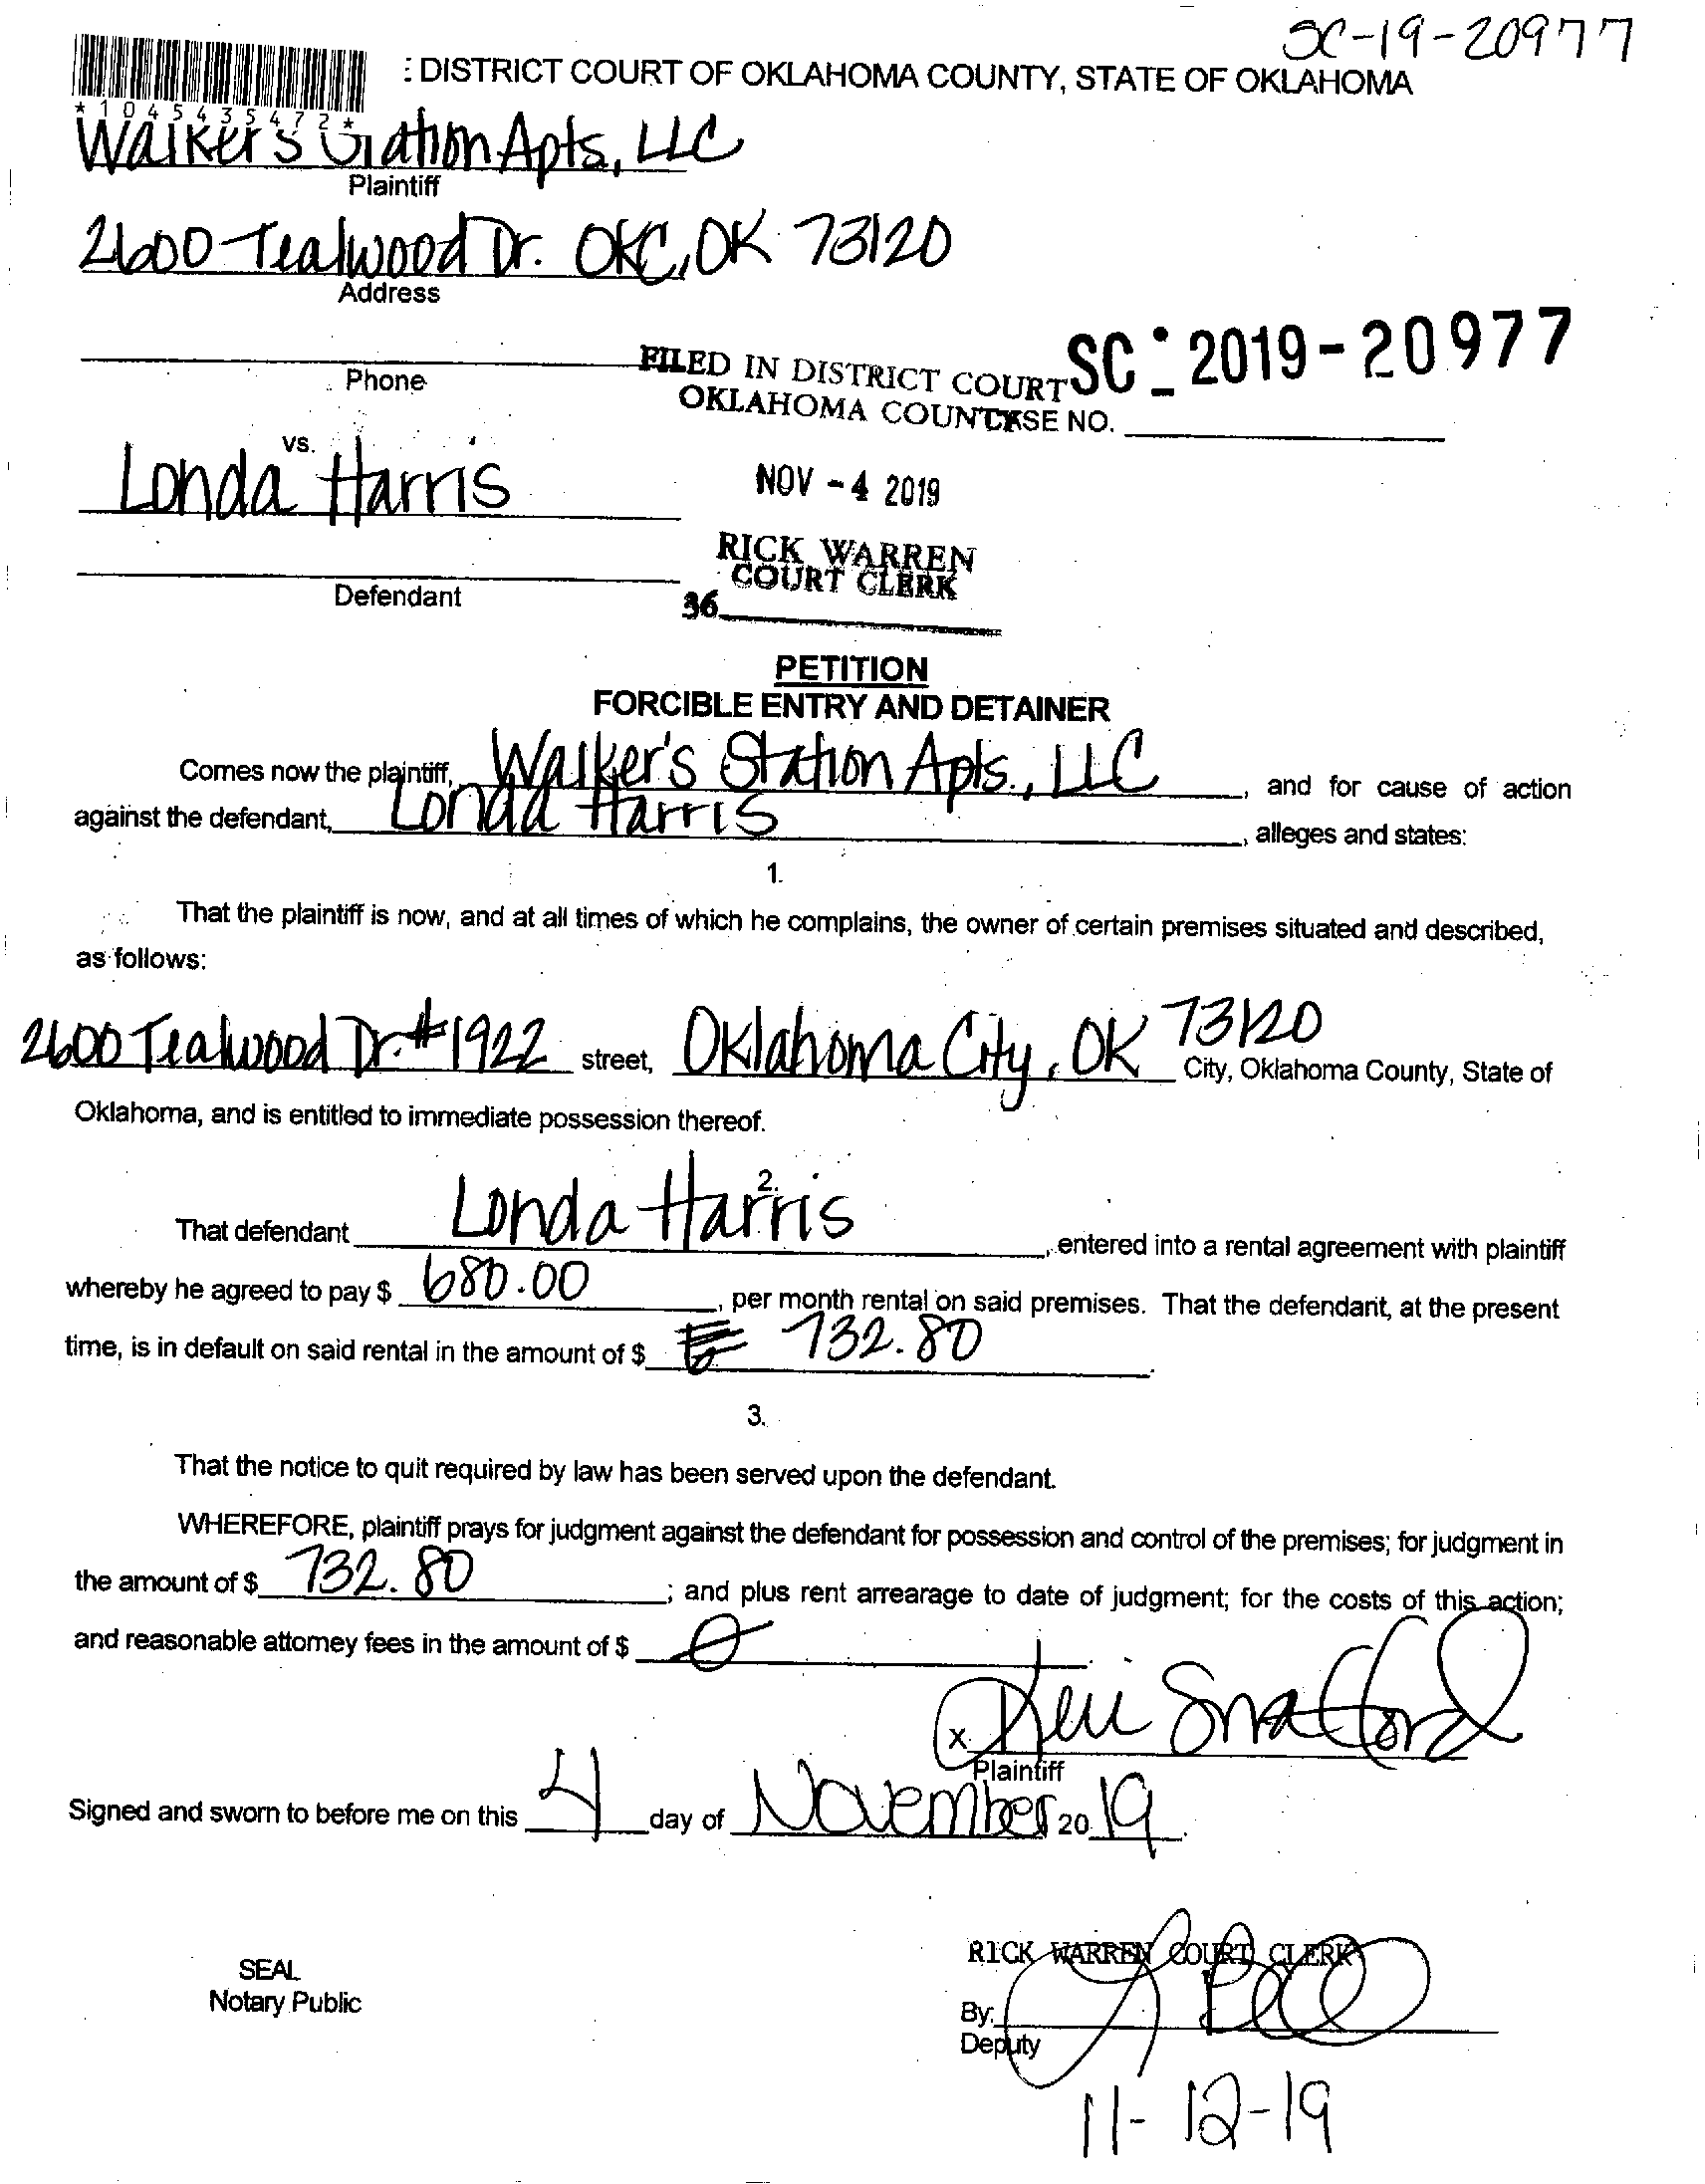 SC-19-20977
: DISTRICT COURT OF OKLAHOMA COUNTY, STATE OF OKLAHOMA
*1045435472*
Walker's Station Apts, LLC
Plaintiff
2600 Tealwood Dr. OKC, OK 73120
Address
Phone
FILED IN DISTRICT COURT
OKLAHOMA COUNTY
SC - 2019-20977
CASE NO.
vs.
Londa Harris
NOV -4 2019
RICK WARREN
COURT CLERK
Defendant
36
PETITION
FORCIBLE ENTRY AND DETAINER
Comes now the plaintiff, Walker's Station Apts., LLC, and for cause of action
against the defendant, Londa Harris, alleges and states:
1.
That the plaintiff is now, and at all times of which he complains, the owner of certain premises situated and described,
as follows:
2600 Tealwood Dr. #1922 street, Oklahoma City, OK 73120 City, Oklahoma County, State of
Oklahoma, and is entitled to immediate possession thereof.
2.
That defendant Londa Harris, entered into a rental agreement with plaintiff
whereby he agreed to pay $ 680.00, per month rental on said premises. That the defendant, at the present
time, is in default on said rental in the amount of $ 732.80.
3.
That the notice to quit required by law has been served upon the defendant.
WHEREFORE, plaintiff prays for judgment against the defendant for possession and control of the premises; for judgment in
the amount of $ 732.80; and plus rent arrearage to date of judgment; for the costs of this action;
and reasonable attorney fees in the amount of $ 0
x
Plaintiff
Signed and sworn to before me on this 4 day of November 20 19.
RICK WARREN COURT CLERK
SEAL
Notary Public
By:
Deputy
11-12-19